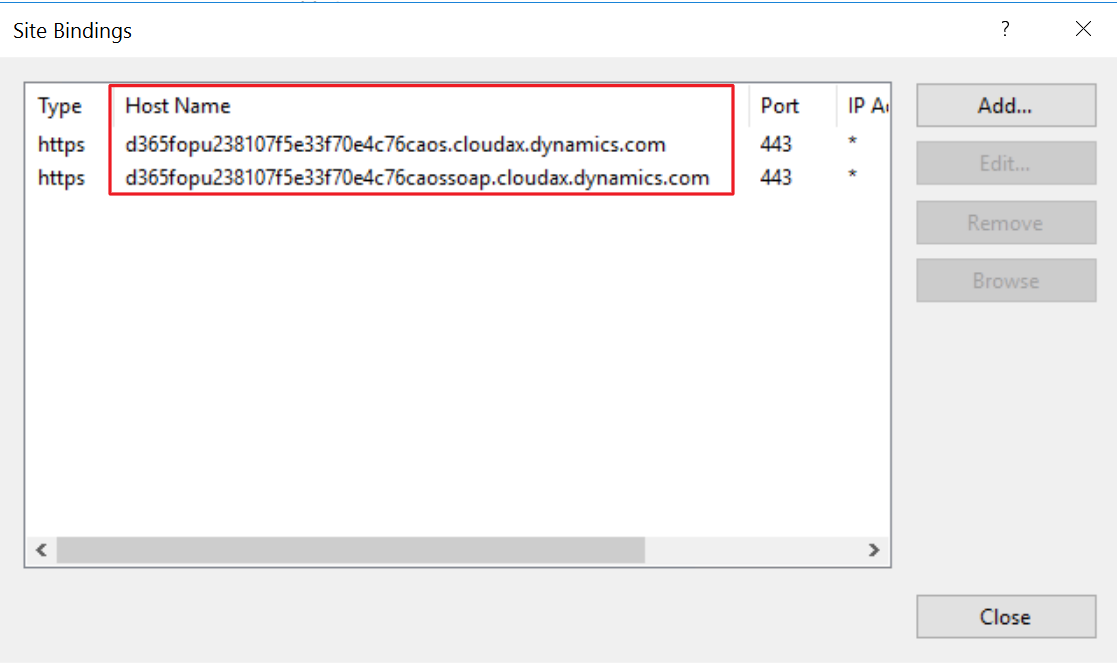 Site Bindings
Type Host Name Port IP A
https d365fopu238107f5e33f70e4c76caos.cloudax.dynamics.com 443 *
https d365fopu238107f5e33f70e4c76caossoap.cloudax.dynamics.com 443 *
Add...
Edit...
Remove
Browse
Close